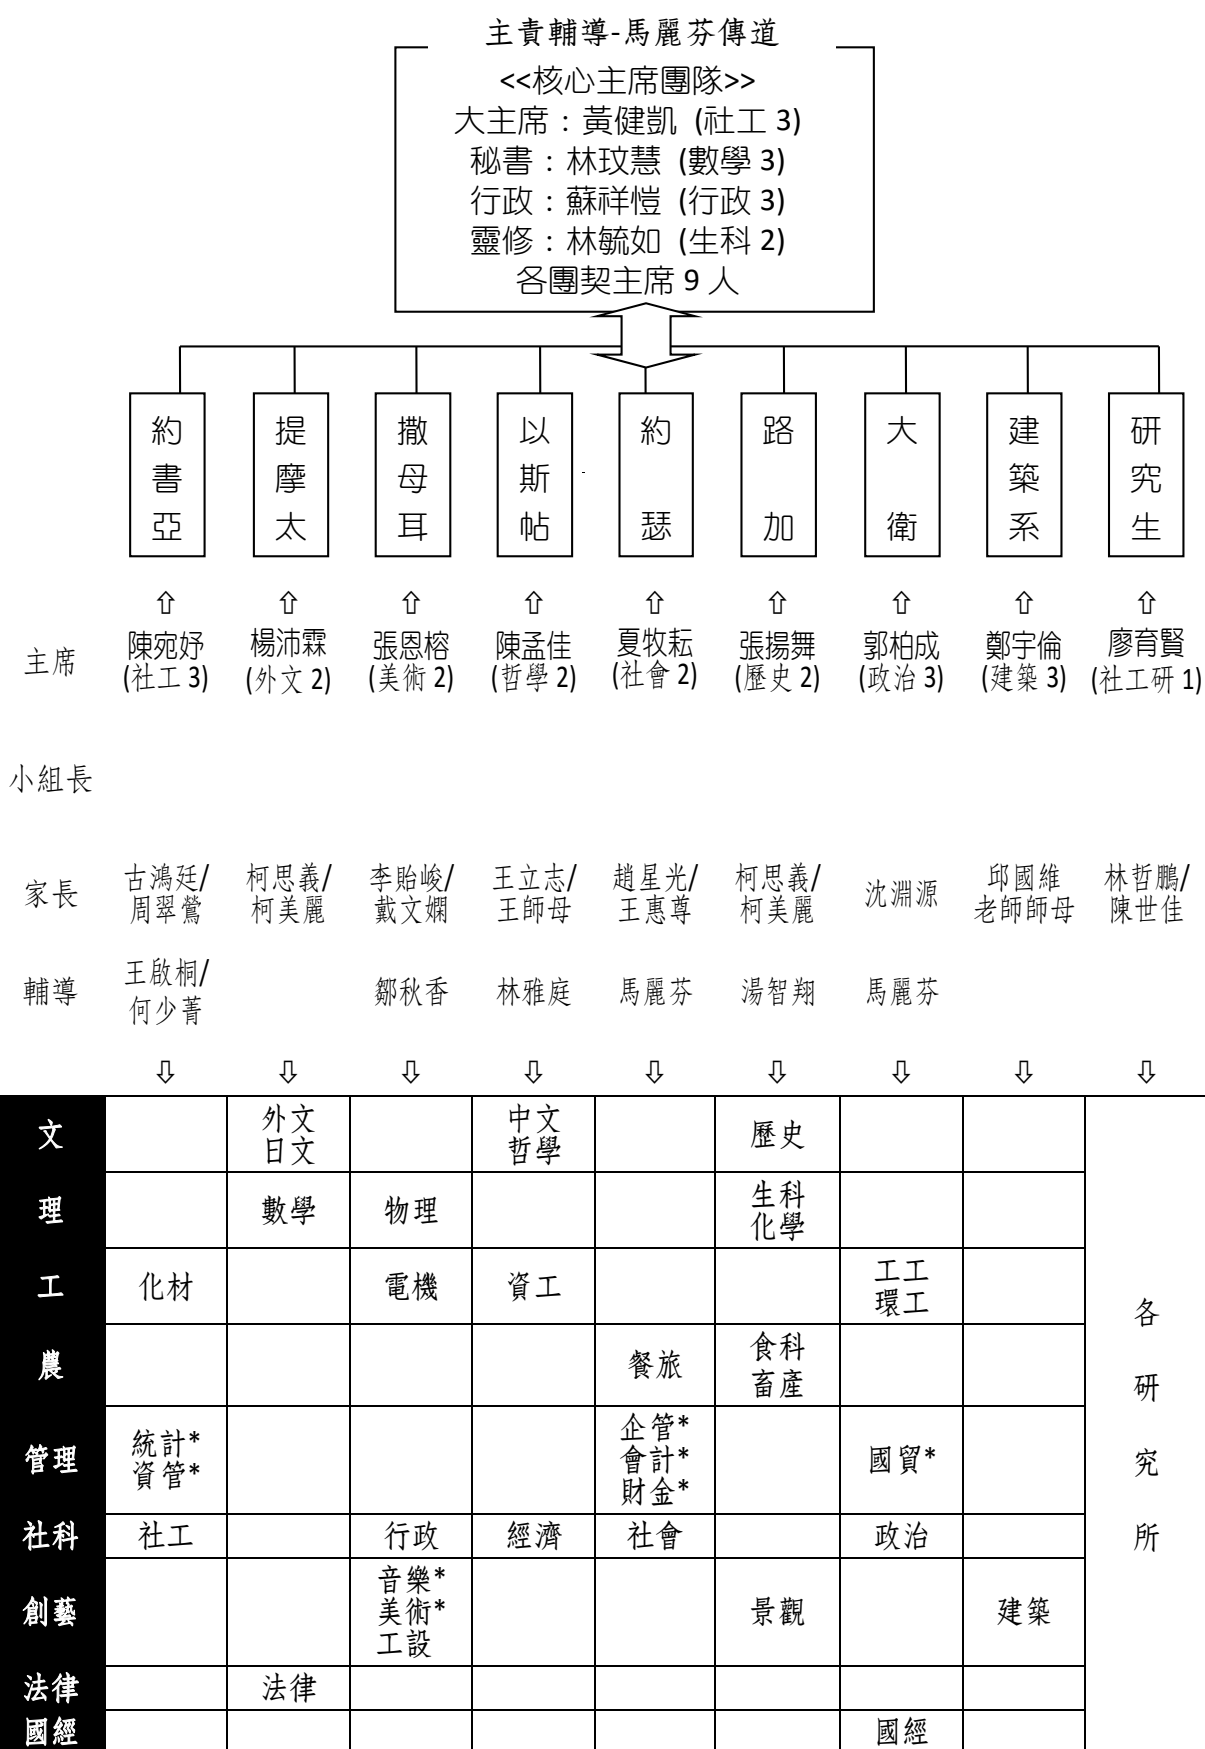 主責輔導-馬麗芬傳道
<<核心主席團隊>>
大主席：黃健凱 (社工 3)
秘書：林玟慧 (數學 3)
行政：蘇祥愷 (行政 3)
靈修：林毓如 (生科 2)
各團契主席 9 人
約書亞 提摩太 撒母耳 以斯帖 約瑟 路加 大衛 建築系 研究生
⇧ ⇧ ⇧ ⇧ ⇧ ⇧ ⇧ ⇧ ⇧
主席 陳宛妤 楊沛霖 張恩榕 陳孟佳 夏牧耘 張揚舞 郭柏成 鄭宇倫 廖育賢
(社工 3) (外文 2) (美術 2) (哲學 2) (社會 2) (歷史 2) (政治 3) (建築 3) (社工研 1)
小組長
家長 古鴻廷/ 柯思義/ 李貽峻/ 王立志/ 趙星光/ 柯思義/ 沈淵源 邱國維 林哲鵬/
周翠鶯 柯美麗 戴文嫻 王師母 王惠尊 柯美麗 老師師母 陳世佳
輔導 王啟桐/ 鄒秋香 林雅庭 馬麗芬 湯智翔 馬麗芬
何少菁
⇩ ⇩ ⇩ ⇩ ⇩ ⇩ ⇩ ⇩ ⇩
文 外文 中文 歷史
日文 哲學
理 數學 物理 生科
化學
工 化材 電機 資工 工工
環工
農 餐旅 食科
畜產
管理 統計* 企管* 國貿*
資管* 會計*
財金*
社科 社工 行政 經濟 社會 政治
創藝 音樂* 景觀 建築
美術*
工設
法律 法律
國經 國經
各研究所